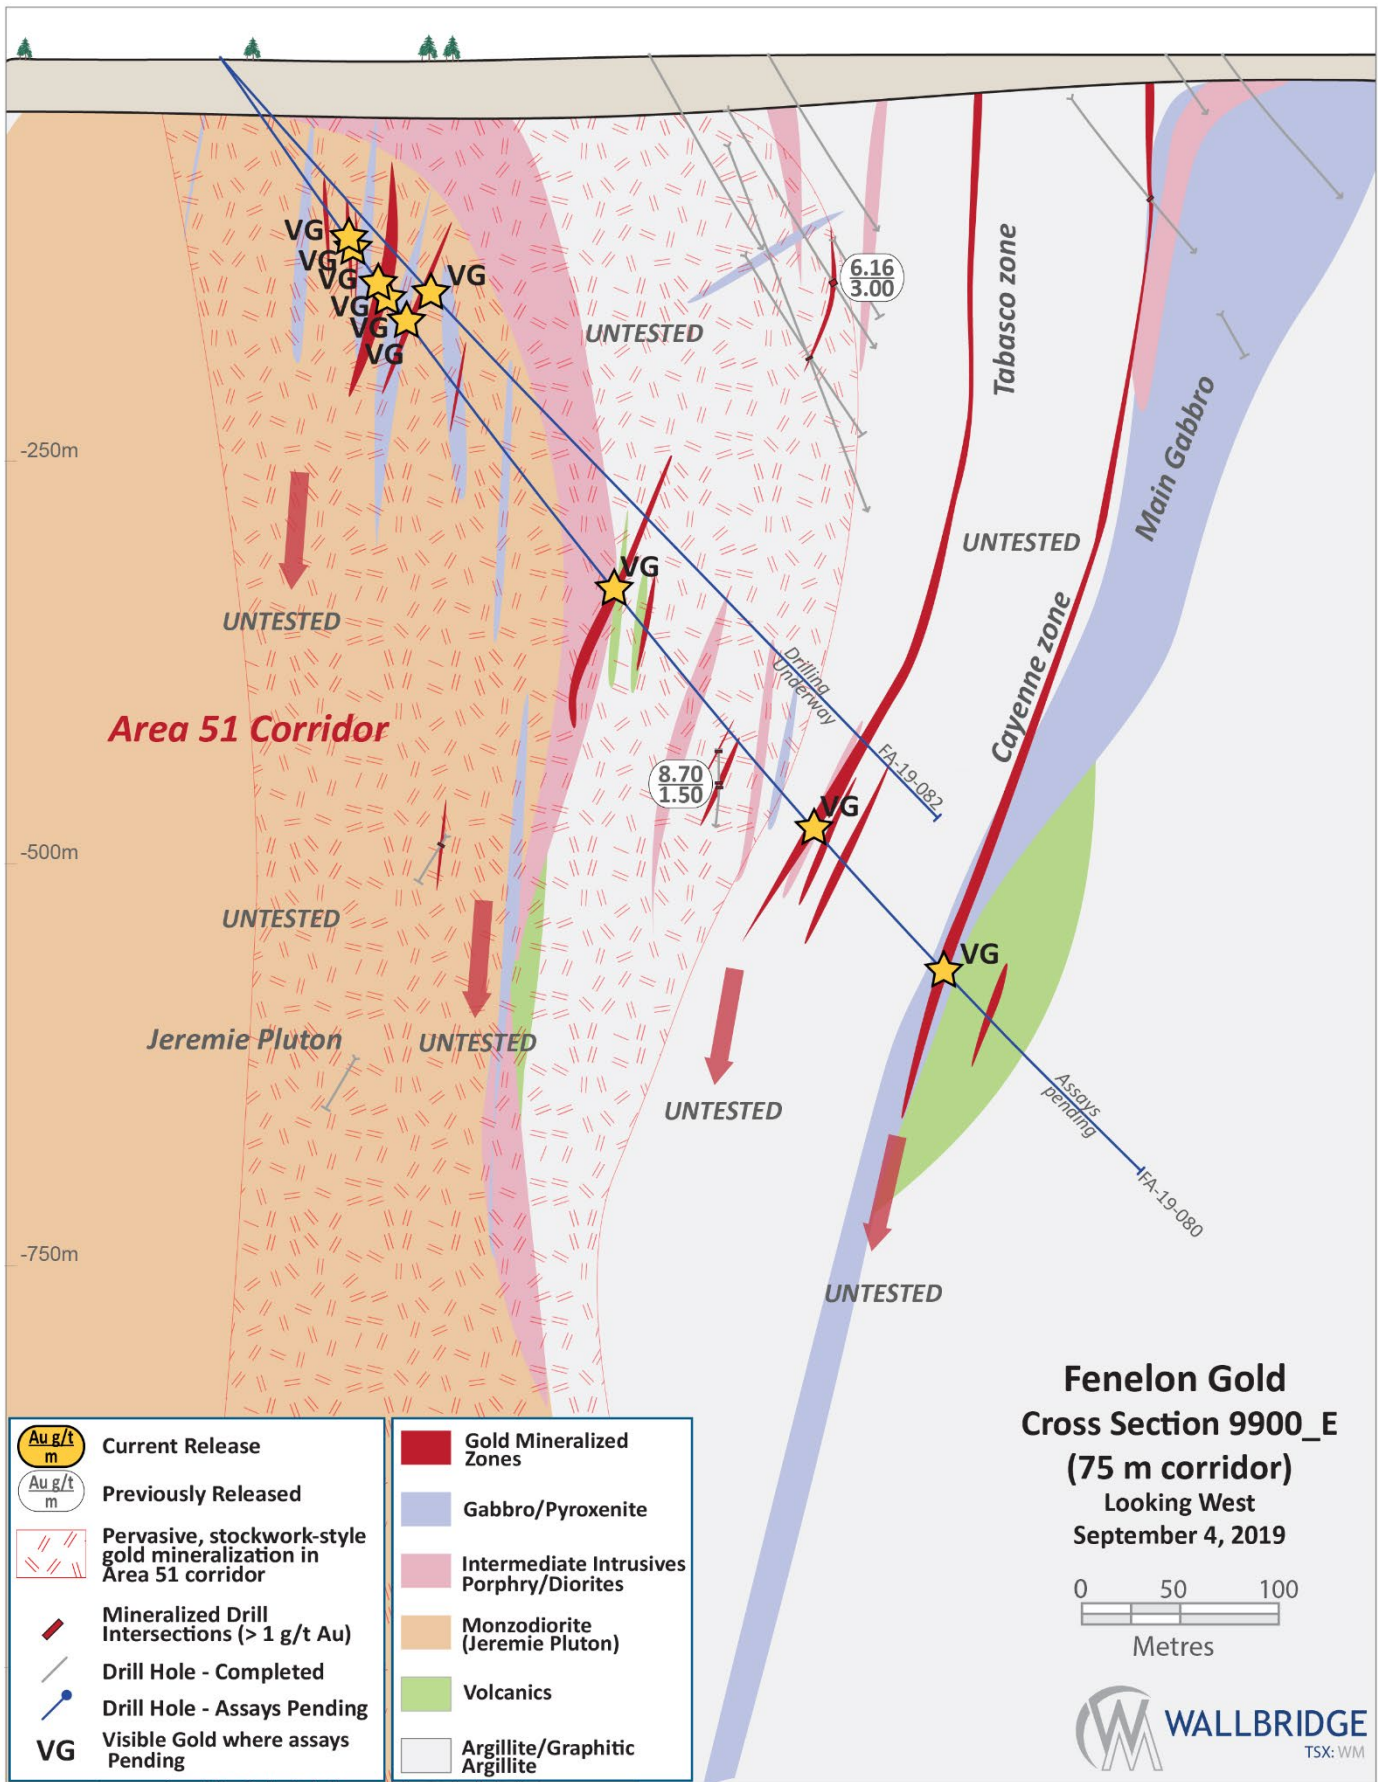 VG
VG
VG
VG
VG
VG
VG
6.16
3.00
UNTESTED
Tabasco zone
Main Gabbro
-250m
UNTESTED
VG
UNTESTED
Cayenne zone
Drilling
Underway
Area 51 Corridor
FA-19-082
8.70
1.50
VG
-500m
UNTESTED
VG
Jeremie Pluton
UNTESTED
Assays
pending
UNTESTED
FA-19-080
-750m
UNTESTED
Fenelon Gold
Cross Section 9900_E
(75 m corridor)
Looking West
September 4, 2019
0 50 100
Metres
WALLBRIDGE
TSX: WM
Au g/t
m
Current Release
Au g/t
m
Previously Released
Pervasive, stockwork-style
gold mineralization in
Area 51 corridor
Mineralized Drill
Intersections (> 1 g/t Au)
Drill Hole - Completed
Drill Hole - Assays Pending
VG
Visible Gold where assays
Pending
Gold Mineralized
Zones
Gabbro/Pyroxenite
Intermediate Intrusives
Porphry/Diorites
Monzodiorite
(Jeremie Pluton)
Volcanics
Argillite/Graphitic
Argillite